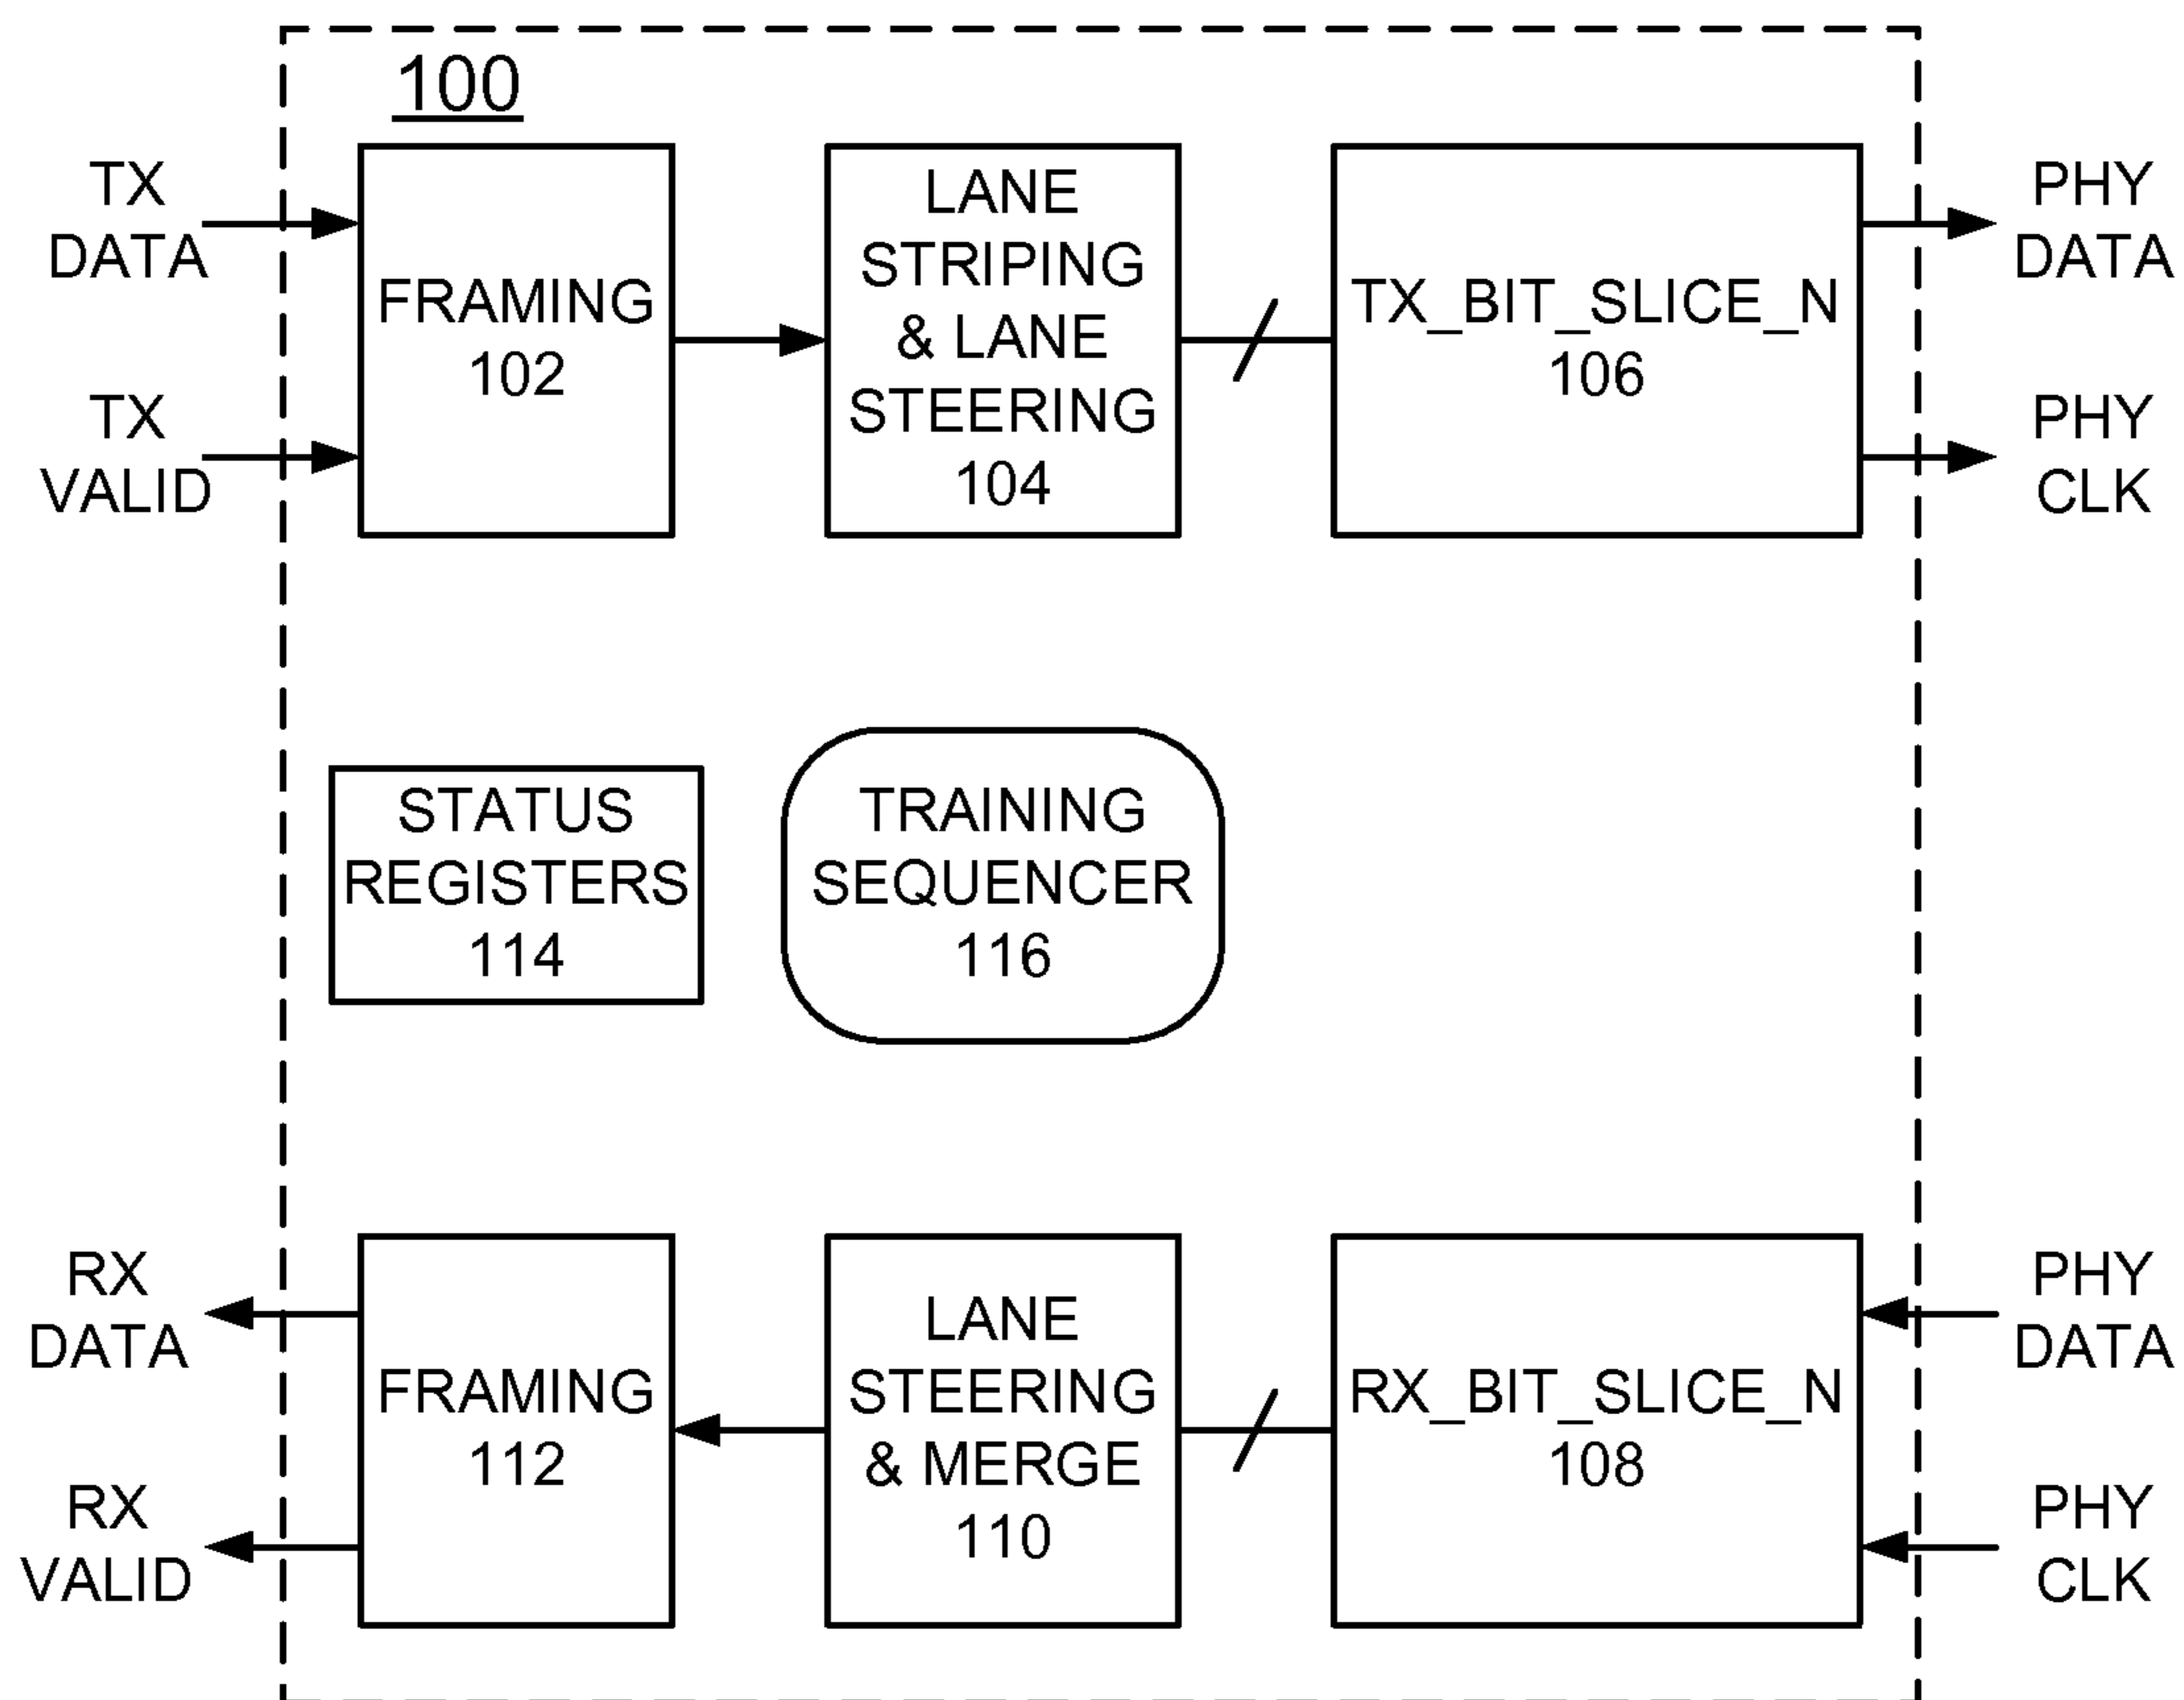 100
TX
DATA
TX
VALID
FRAMING
102
LANE
STRIPING
& LANE
STEERING
104
TX_BIT_SLICE_N
106
PHY
DATA
PHY
CLK
STATUS
REGISTERS
114
TRAINING
SEQUENCER
116
RX
DATA
RX
VALID
FRAMING
112
LANE
STEERING
& MERGE
110
RX_BIT_SLICE_N
108
PHY
DATA
PHY
CLK